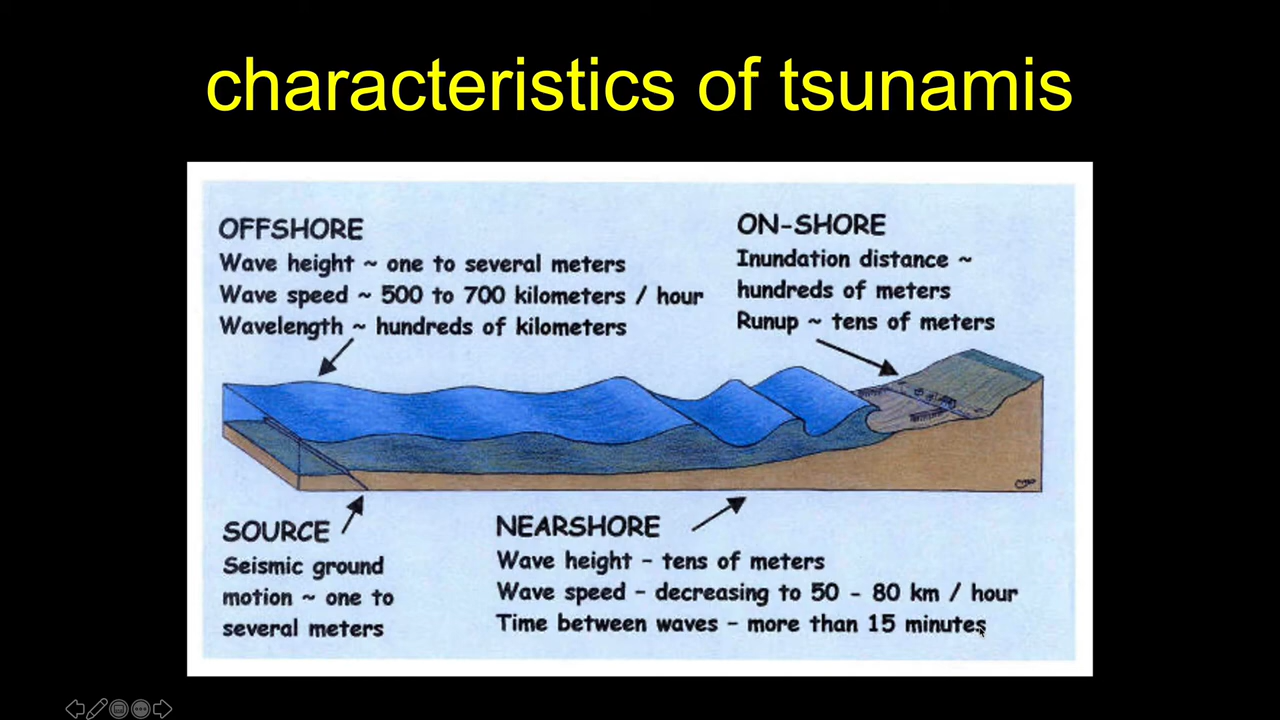 characteristics of tsunamis
OFFSHORE
Wave height ~ one to several meters
Wave speed ~ 500 to 700 kilometers / hour
Wavelength ~ hundreds of kilometers
ON-SHORE
Inundation distance ~
hundreds of meters
Runup ~ tens of meters
SOURCE
Seismic ground
motion ~ one to
several meters
NEARSHORE
Wave height – tens of meters
Wave speed – decreasing to 50 - 80 km / hour
Time between waves – more than 15 minutes